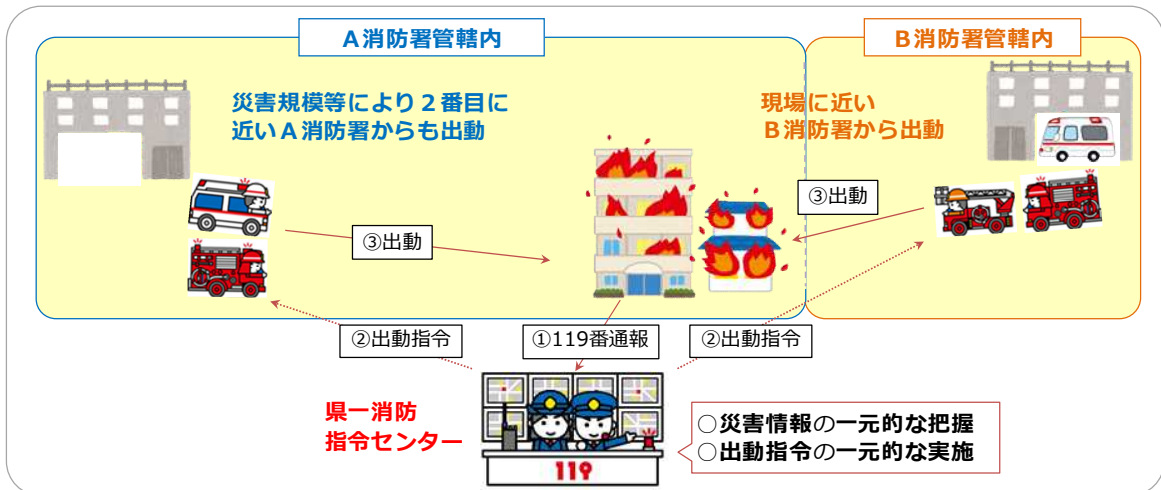 A消防署管轄内
B消防署管轄内
災害規模等により２番目に
近いA消防署からも出動
現場に近い
B消防署から出動
③出動
③出動
②出動指令
①119番通報
②出動指令
県一消防
指令センター
○災害情報の一元的な把握
○出動指令の一元的な実施
119